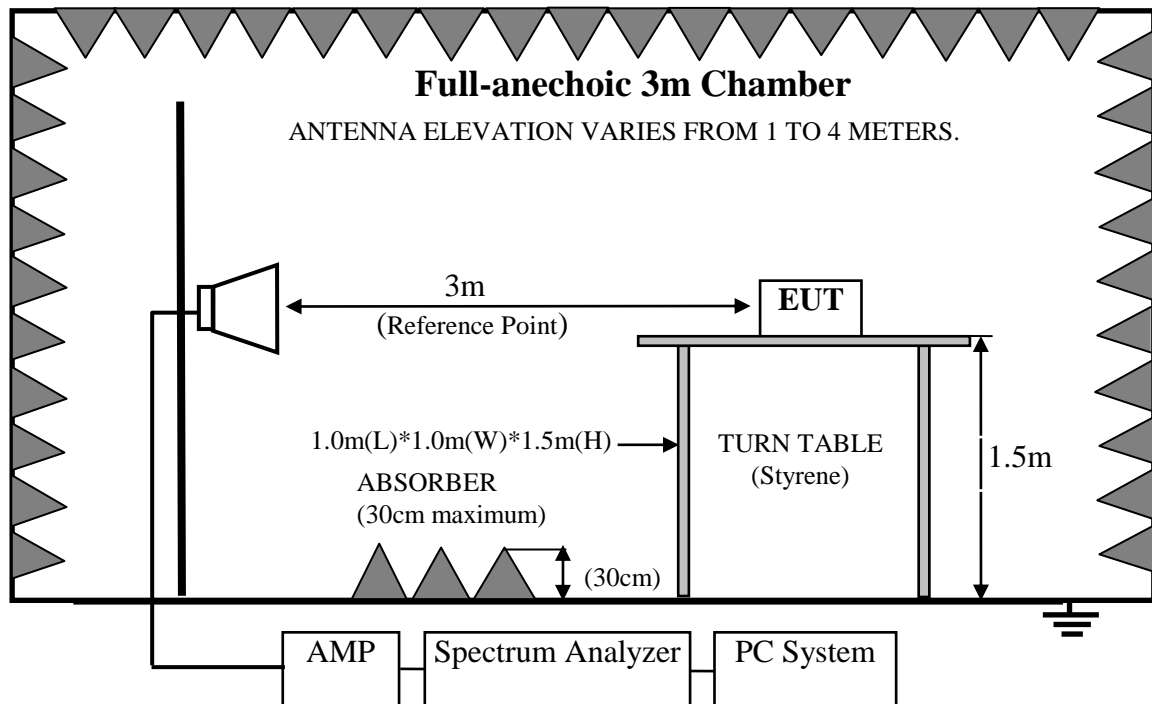 Full-anechoic 3m Chamber
ANTENNA ELEVATION VARIES FROM 1 TO 4 METERS.
3m
(Reference Point)
EUT
1.0m(L)*1.0m(W)*1.5m(H)
TURN TABLE
(Styrene)
1.5m
ABSORBER
(30cm maximum)
(30cm)
AMP
Spectrum Analyzer
PC System